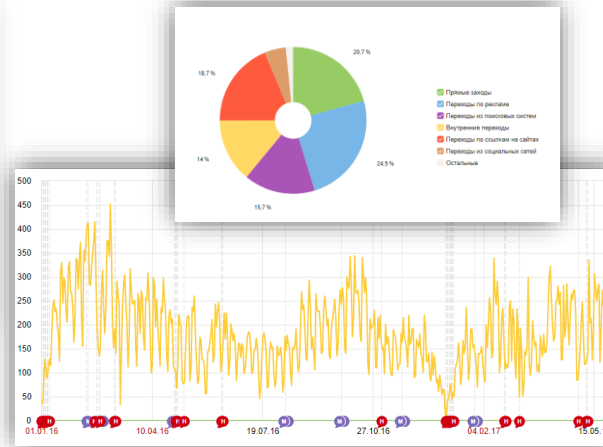 20,7 %
18,7 %
14 %
15,7 %
24,5 %
Прямые заходы
Переходы по рекламе
Переходы из поисковых систем
Внутренние переходы
Переходы по ссылкам на сайтах
Переходы из социальных сетей
Остальные
500
450
400
350
300
250
200
150
100
50
0
Н Н Н Н Н Н Н Н Н Н Н Н
01.01.16 10.04.16 19.07.16 27.10.16 04.02.17 15.05.